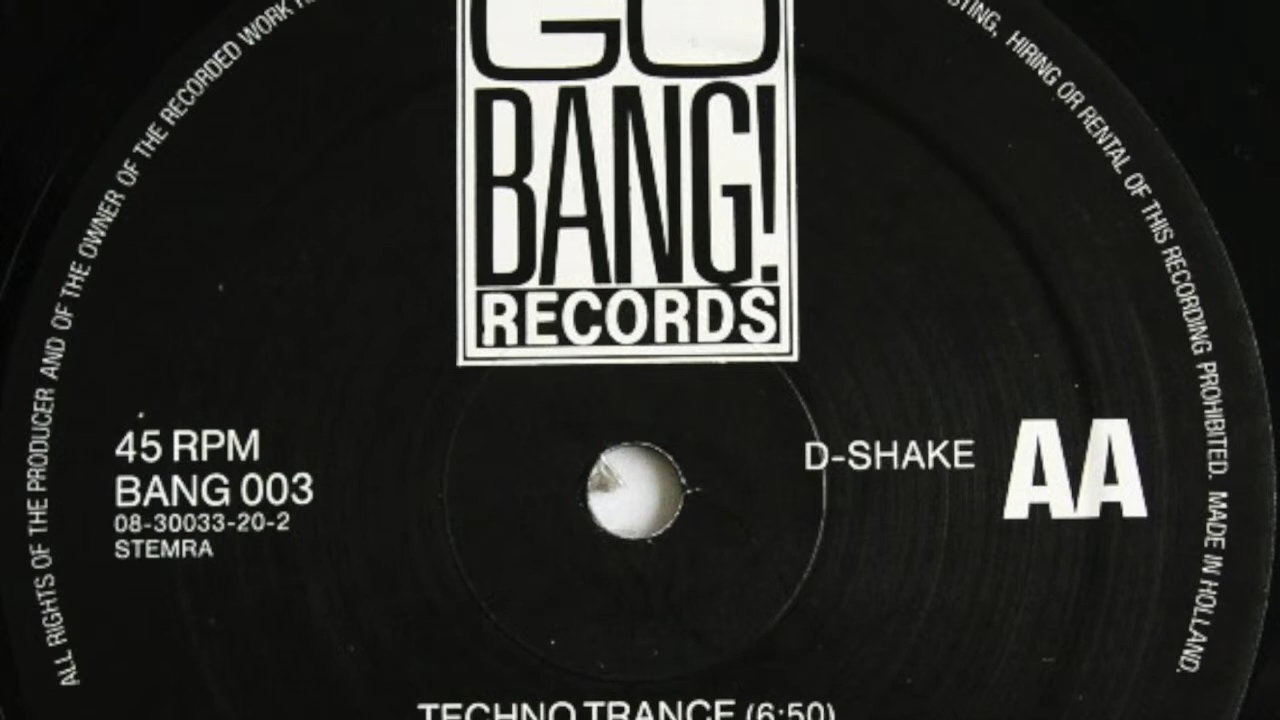 GO
BANG!
RECORDS
ALL RIGHTS OF THE PRODUCER AND OF THE OWNER OF THE RECORDED WORK
HIRING OR RENTAL OF THIS RECORDING PROHIBITED. MADE IN HOLLAND.
45 RPM
BANG 003
08-30033-20-2
STEMRA
D-SHAKE
AA
TECHNO TRANCE (6:50)